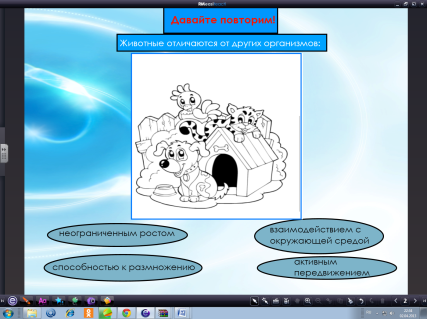 Давайте повторим!
Животные отличаются от других организмов:
неограниченным ростом
взаимодействием с
окружающей средой
способностью к размножению
активным
передвижением